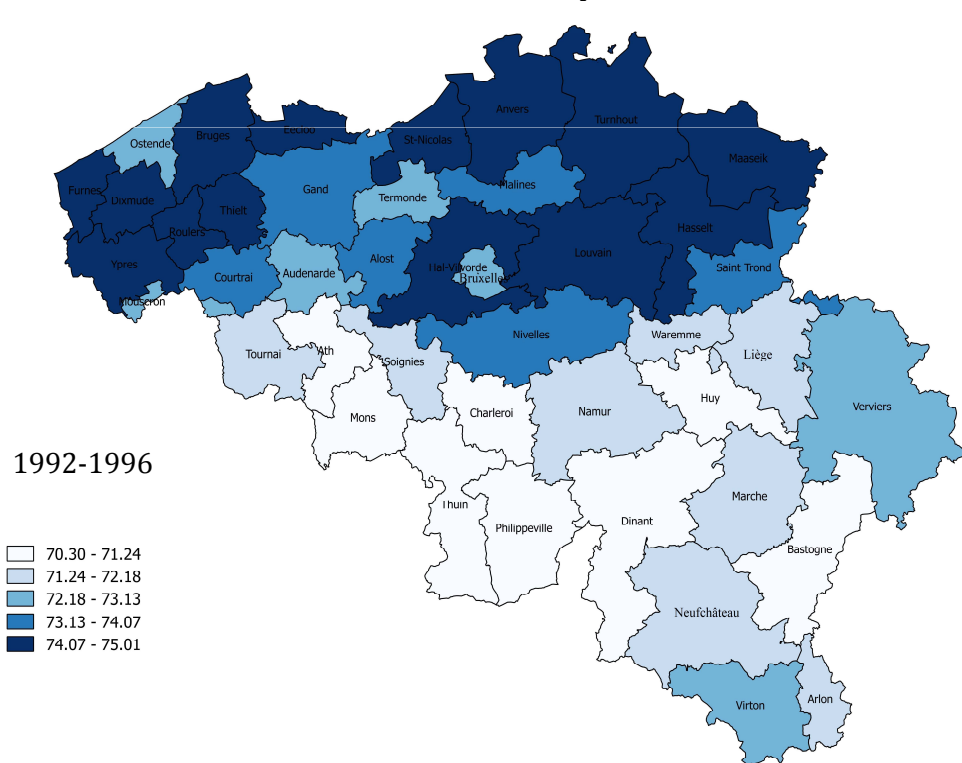 Anvers
Turnhout
Eecloo
Bruges
St-Nicolas
Ostende
Maaseik
Malines
Furnes
Gand
Termonde
Dixmude
Thielt
Hasselt
Roulers
Louvain
Alost
Ypres
Hal-Vilvorde
Saint Trond
Audenarde
Courtrai
Bruxelles
Mouscron
Nivelles
Waremme
Ath
Tournai
Liège
Soignies
Huy
Verviers
Namur
Charleroi
Mons
1992-1996
Marche
Thuin
Dinant
Philippeville
Bastogne
70.30 - 71.24
71.24 - 72.18
72.18 - 73.13
73.13 - 74.07
74.07 - 75.01
Neufchâteau
Arlon
Virton